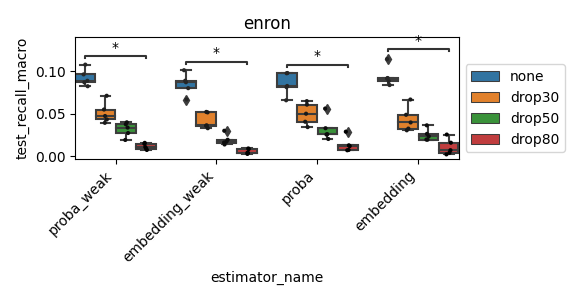 enron
test_recall_macro
0.10
0.05
0.00
* * * *
none
drop30
drop50
drop80
proba_weak
embedding_weak
proba
embedding
estimator_name